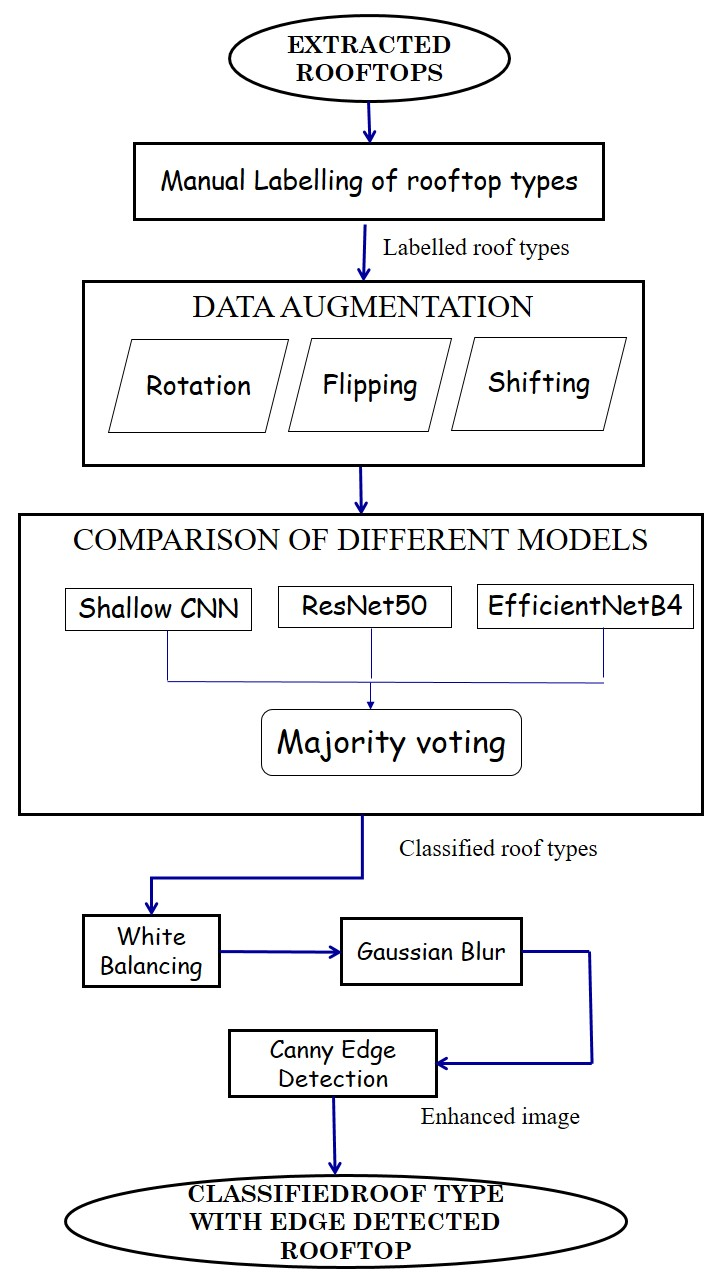 EXTRACTED
ROOFTOPS
Manual Labelling of rooftop types
Labelled roof types
DATA AUGMENTATION
Rotation
Flipping
Shifting
COMPARISON OF DIFFERENT MODELS
Shallow CNN
ResNet50
EfficientNetB4
Majority voting
Classified roof types
White
Balancing
Gaussian Blur
Canny Edge
Detection
Enhanced image
CLASSIFIEDROOF TYPE
WITH EDGE DETECTED
ROOFTOP